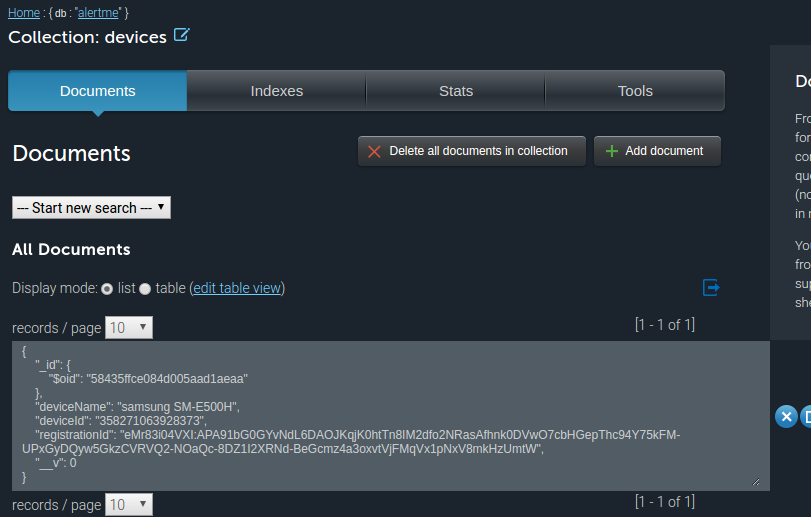 Home : { db : "alertme" }
Collection: devices
Documents Indexes Stats Tools
Documents
Delete all documents in collection
Add document
--- Start new search ---
All Documents
Display mode: list table (edit table view)
records / page 10 [1 - 1 of 1]
{
"_id": {
"$oid": "58435ffce084d005aad1aeaa"
},
"deviceName": "samsung SM-E500H",
"deviceId": "358271063928373",
"registrationId": "eMr83i04VXI:APA91bG0GYvNdL6DAOJKqjK0htTn8IM2dfo2NRasAfhnk0DVwO7cbHGepThc94Y75kFM-
UPxGyDQyw5GkzCVRVQ2-NOaQc-8DZ1I2XRNd-BeGcmz4a3oxvtVjFMqVx1pNxV8mkHzUmtW",
"__v": 0
}
records / page 10 [1 - 1 of 1]